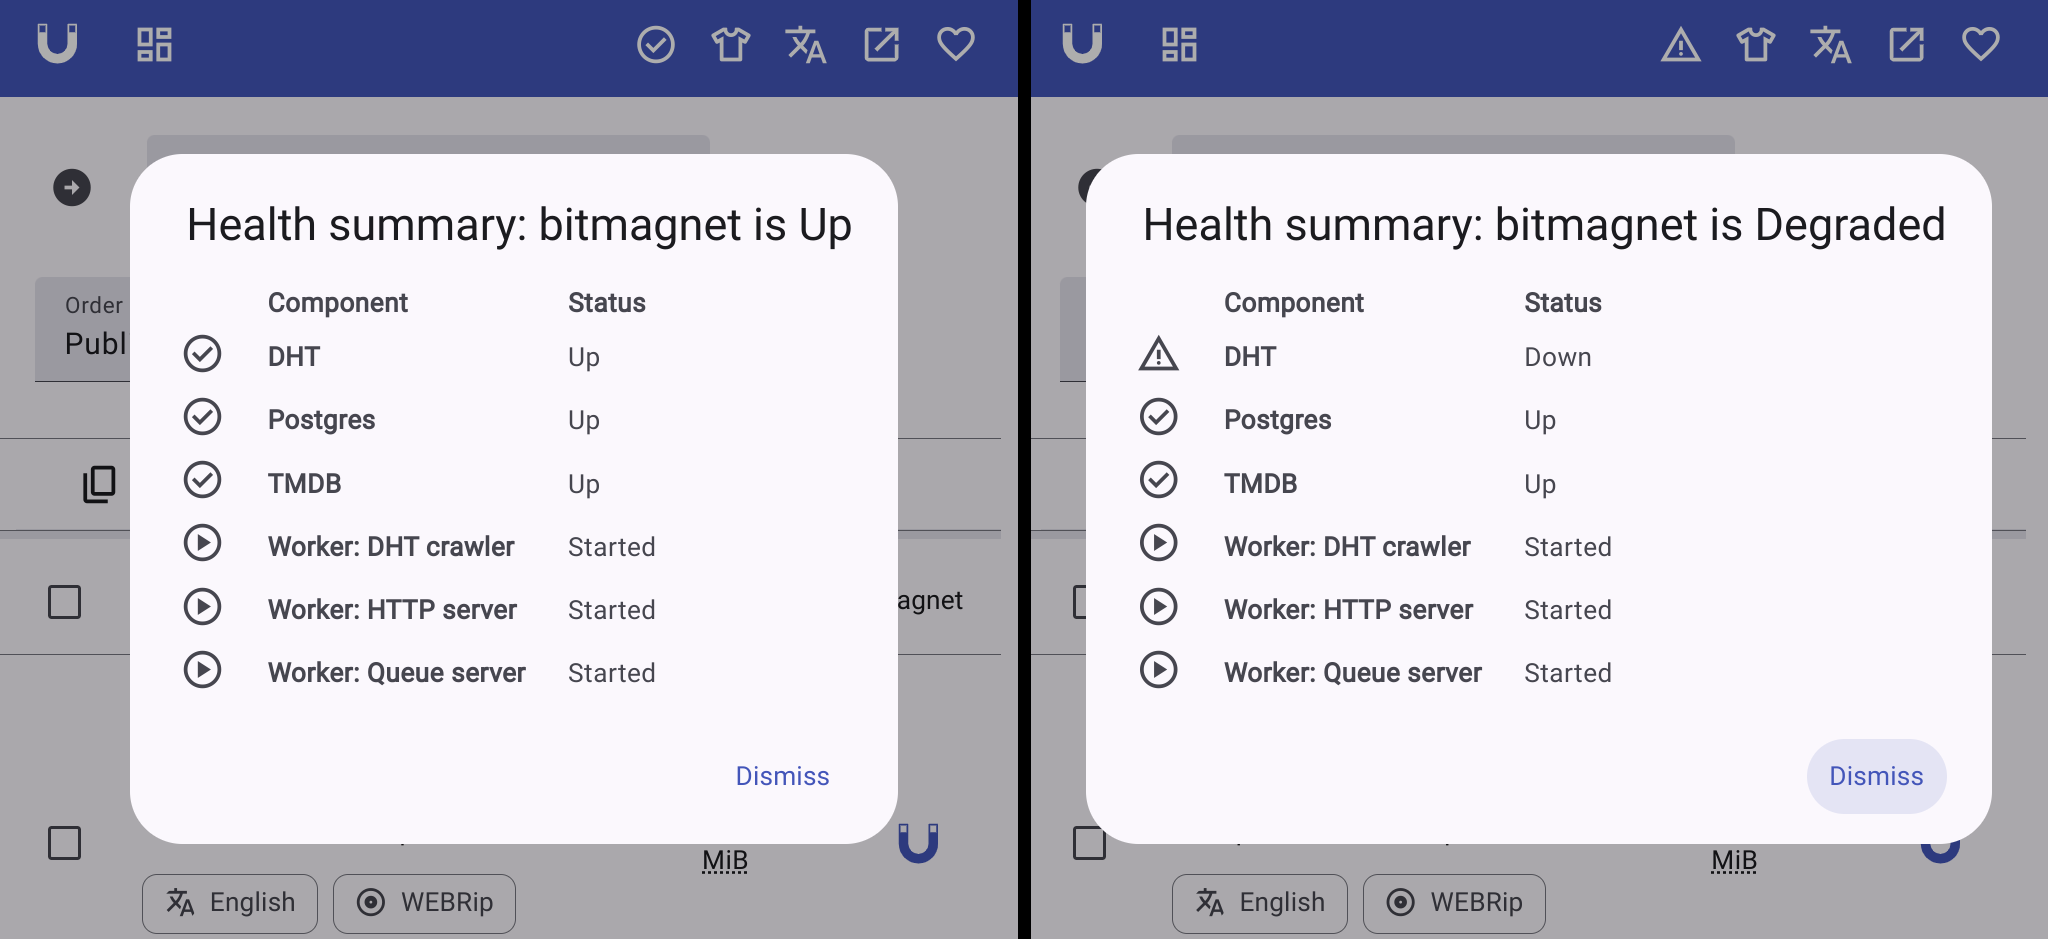 Health summary: bitmagnet is Up
Order
Publ
Component Status
DHT Up
Postgres Up
TMDB Up
Worker: DHT crawler Started
Worker: HTTP server Started
Worker: Queue server Started
agnet
Dismiss
MiB
English WEBRip
Health summary: bitmagnet is Degraded
Component Status
DHT Down
Postgres Up
TMDB Up
Worker: DHT crawler Started
Worker: HTTP server Started
Worker: Queue server Started
Dismiss
MiB
English WEBRip